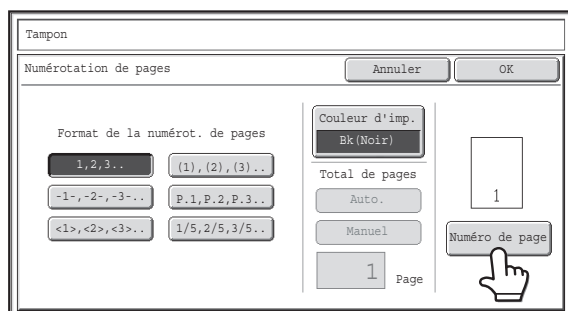 Tampon
Numérotation de pages
Annuler
OK
Format de la numérot. de pages
1,2,3..
(1),(2),(3)..
-1-,-2-,-3-..
P.1,P.2,P.3..
<1>,<2>,<3>..
1/5,2/5,3/5..
Couleur d'imp.
Bk(Noir)
Total de pages
Auto.
Manuel
1 Page
1
Numéro de page